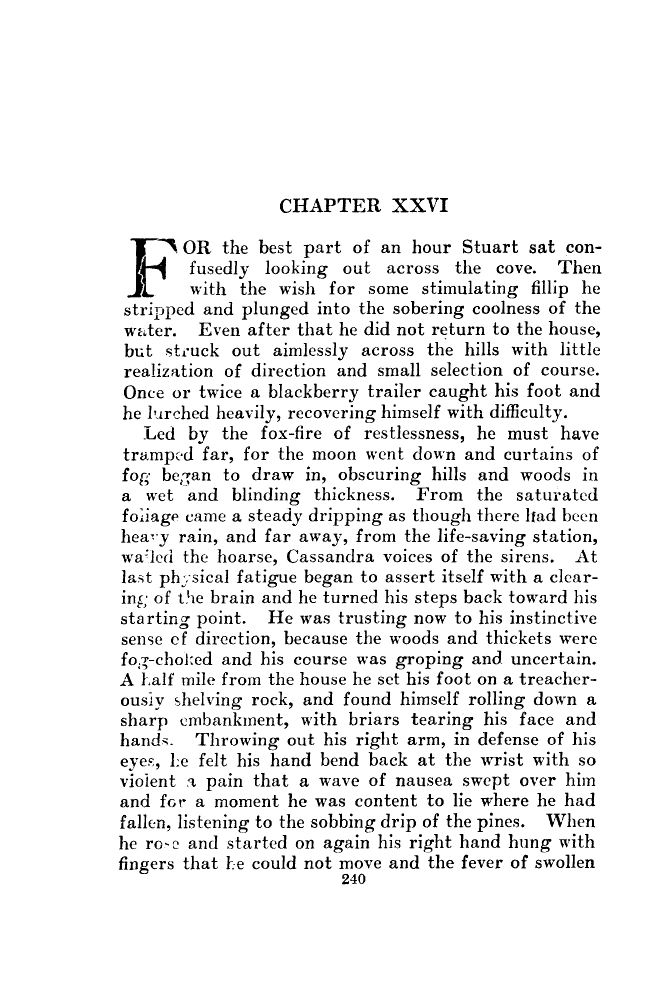 CHAPTER XXVI
FOR the best part of an hour Stuart sat con-
fusedly looking out across the cove. Then
with the wish for some stimulating fillip he
stripped and plunged into the sobering coolness of the
water. Even after that he did not return to the house,
but struck out aimlessly across the hills with little
realization of direction and small selection of course.
Once or twice a blackberry trailer caught his foot and
he lurched heavily, recovering himself with difficulty.
Led by the fox-fire of restlessness, he must have
tramped far, for the moon went down and curtains of
fog began to draw in, obscuring hills and woods in
a wet and blinding thickness. From the saturated
foliage came a steady dripping as though there had been
heavy rain, and far away, from the life-saving station,
wailed the hoarse, Cassandra voices of the sirens. At
last physical fatigue began to assert itself with a clear-
ing of the brain and he turned his steps back toward his
starting point. He was trusting now to his instinctive
sense of direction, because the woods and thickets were
fog-choked and his course was groping and uncertain.
A half mile from the house he set his foot on a treacher-
ously shelving rock, and found himself rolling down a
sharp embankment, with briars tearing his face and
hands. Throwing out his right arm, in defense of his
eyes, he felt his hand bend back at the wrist with so
violent a pain that a wave of nausea swept over him
and for a moment he was content to lie where he had
fallen, listening to the sobbing drip of the pines. When
he rose and started on again his right hand hung with
fingers that he could not move and the fever of swollen
240